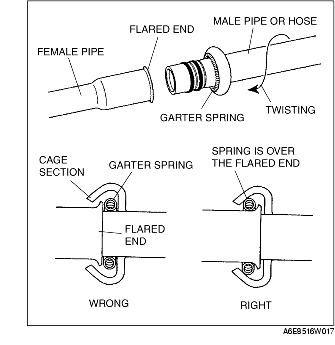 MALE PIPE OR HOSE
FLARED END
FEMALE PIPE
GARTER SPRING
TWISTING
CAGE
SECTION
GARTER SPRING
SPRING IS OVER
THE FLARED END
FLARED
END
WRONG
RIGHT
A6E8516W017